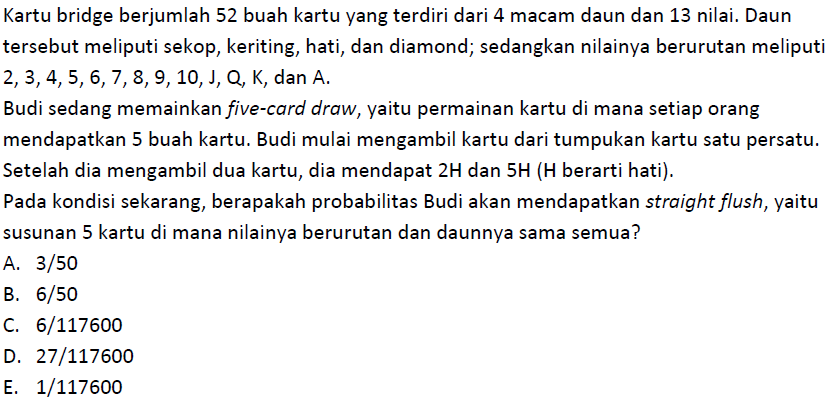 Kartu bridge berjumlah 52 buah kartu yang terdiri dari 4 macam daun dan 13 nilai. Daun
tersebut meliputi sekop, keriting, hati, dan diamond; sedangkan nilainya berurutan meliputi
2, 3, 4, 5, 6, 7, 8, 9, 10, J, Q, K, dan A.
Budi sedang memainkan five-card draw, yaitu permainan kartu di mana setiap orang
mendapatkan 5 buah kartu. Budi mulai mengambil kartu dari tumpukan kartu satu persatu.
Setelah dia mengambil dua kartu, dia mendapat 2H dan 5H (H berarti hati).
Pada kondisi sekarang, berapakah probabilitas Budi akan mendapatkan straight flush, yaitu
susunan 5 kartu di mana nilainya berurutan dan daunnya sama semua?
A. 3/50
B. 6/50
C. 6/117600
D. 27/117600
E. 1/117600